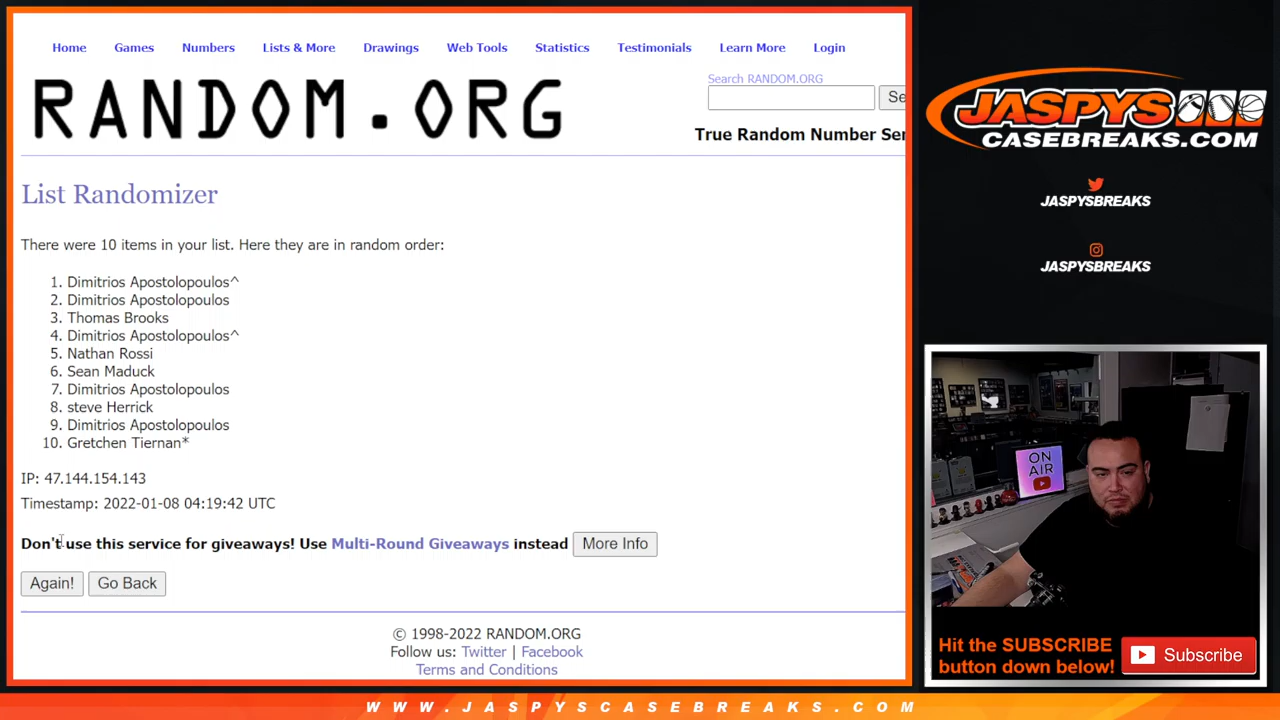 Home Games Numbers Lists & More Drawings Web Tools Statistics Testimonials Learn More Login
RANDOM.ORG
Search RANDOM.ORG
Se
True Random Number Ser
List Randomizer
There were 10 items in your list. Here they are in random order:
1. Dimitrios Apostolopoulos^
2. Dimitrios Apostolopoulos
3. Thomas Brooks
4. Dimitrios Apostolopoulos^
5. Nathan Rossi
6. Sean Maduck
7. Dimitrios Apostolopoulos
8. steve Herrick
9. Dimitrios Apostolopoulos
10. Gretchen Tiernan*
IP: 47.144.154.143
Timestamp: 2022-01-08 04:19:42 UTC
Don't use this service for giveaways! Use Multi-Round Giveaways instead More Info
Again! Go Back
© 1998-2022 RANDOM.ORG
Follow us: Twitter | Facebook
Terms and Conditions
JASPYS
CASEBREAKS.COM
JASPYSBREAKS
JASPYSBREAKS
ON
AIR
Hit the SUBSCRIBE
button down below!
Subscribe
WWW.JASPYSCASEBREAKS.COM